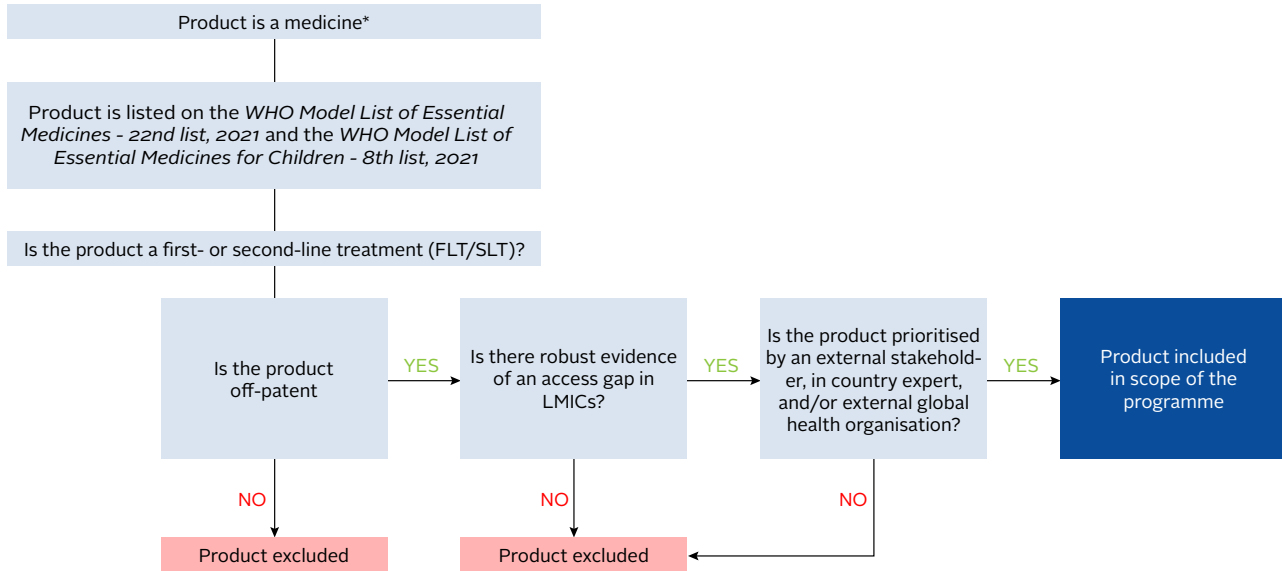 Product is a medicine*
Product is listed on the WHO Model List of Essential
Medicines - 22nd list, 2021 and the WHO Model List of
Essential Medicines for Children - 8th list, 2021
Is the product a first- or second-line treatment (FLT/SLT)?
Is the product
off-patent
YES
Is there robust evidence
of an access gap in
LMICs?
YES
Is the product prioritised
by an external stakehold-
er, in country expert,
and/or external global
health organisation?
YES
Product included
in scope of the
programme
NO
NO
NO
Product excluded
Product excluded